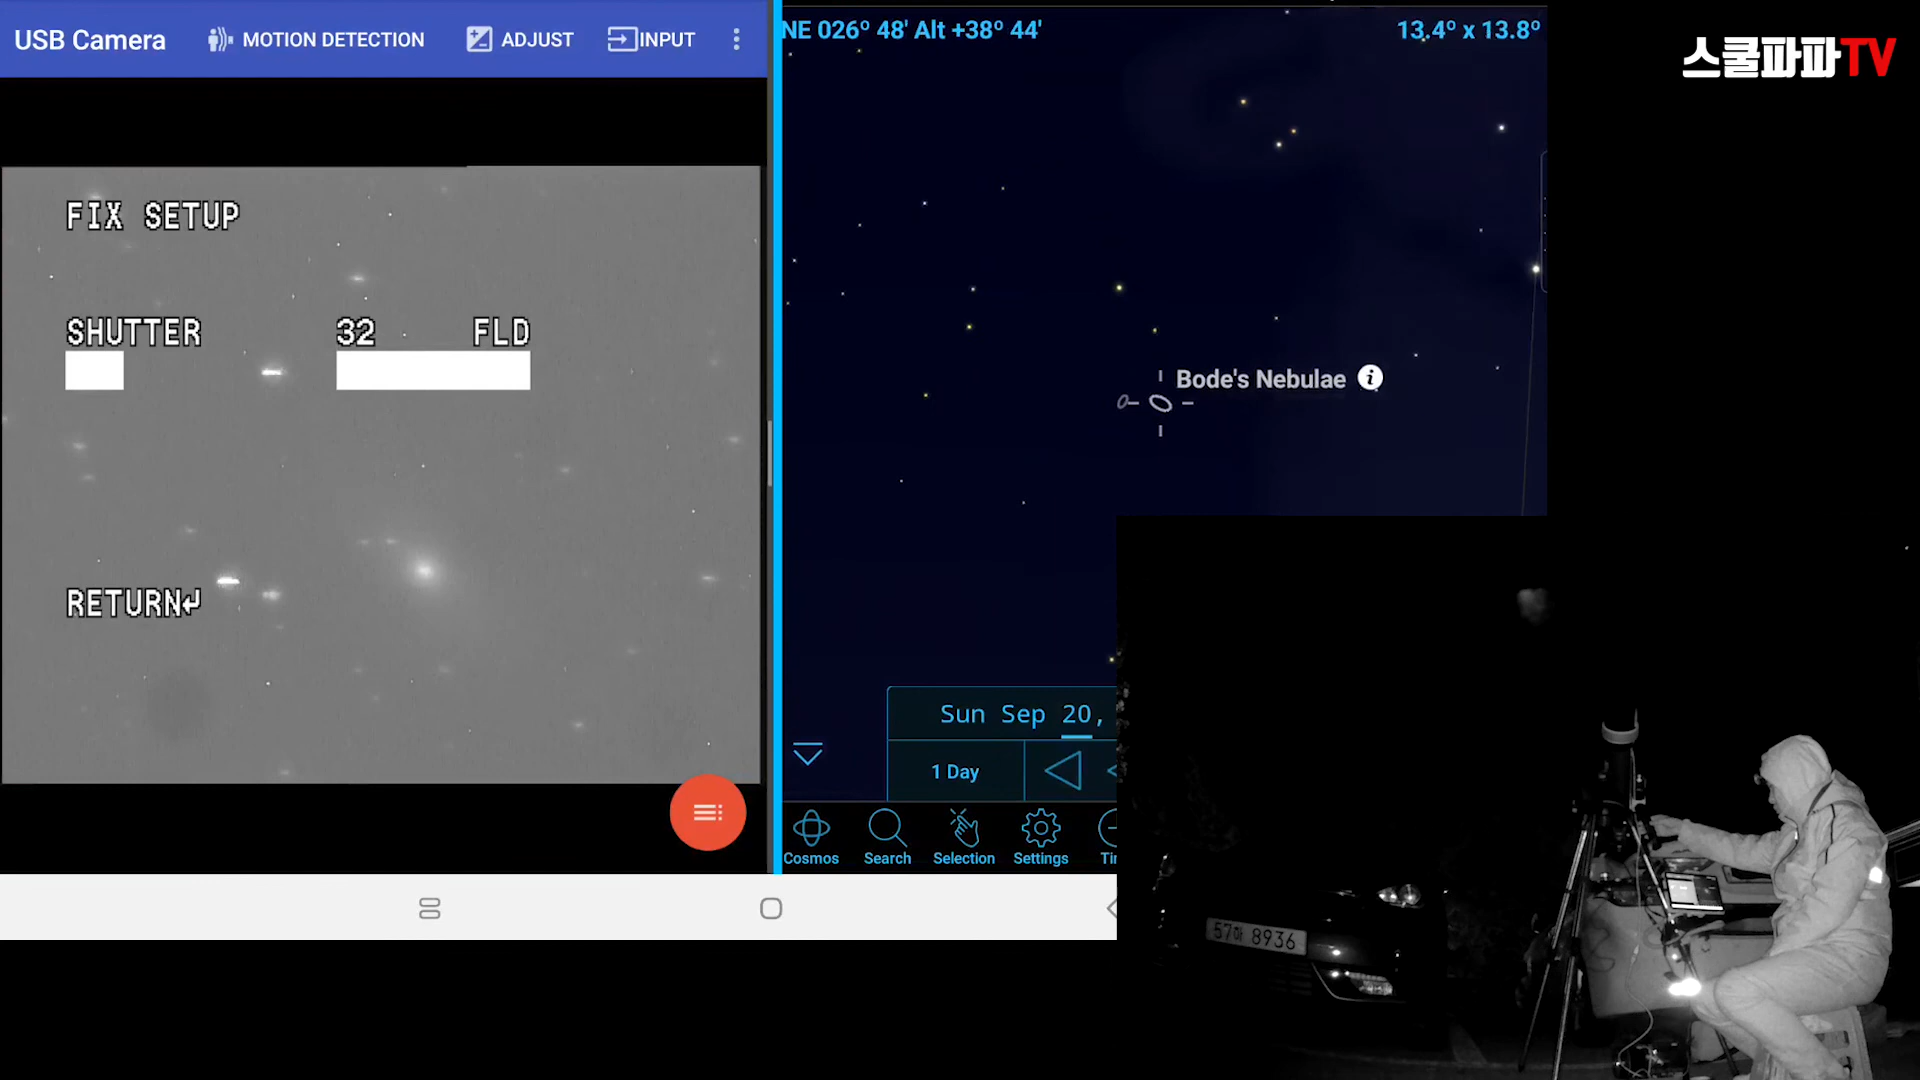 USB Camera
MOTION DETECTION
ADJUST
INPUT
NE 026° 48' Alt +38° 44'
13.4° x 13.8°
스쿨파파TV
FIX SETUP
SHUTTER 32 FLD
RETURN↵
Bode's Nebulae
Sun Sep 20,
1 Day
Cosmos
Search
Selection
Settings
57하 8936